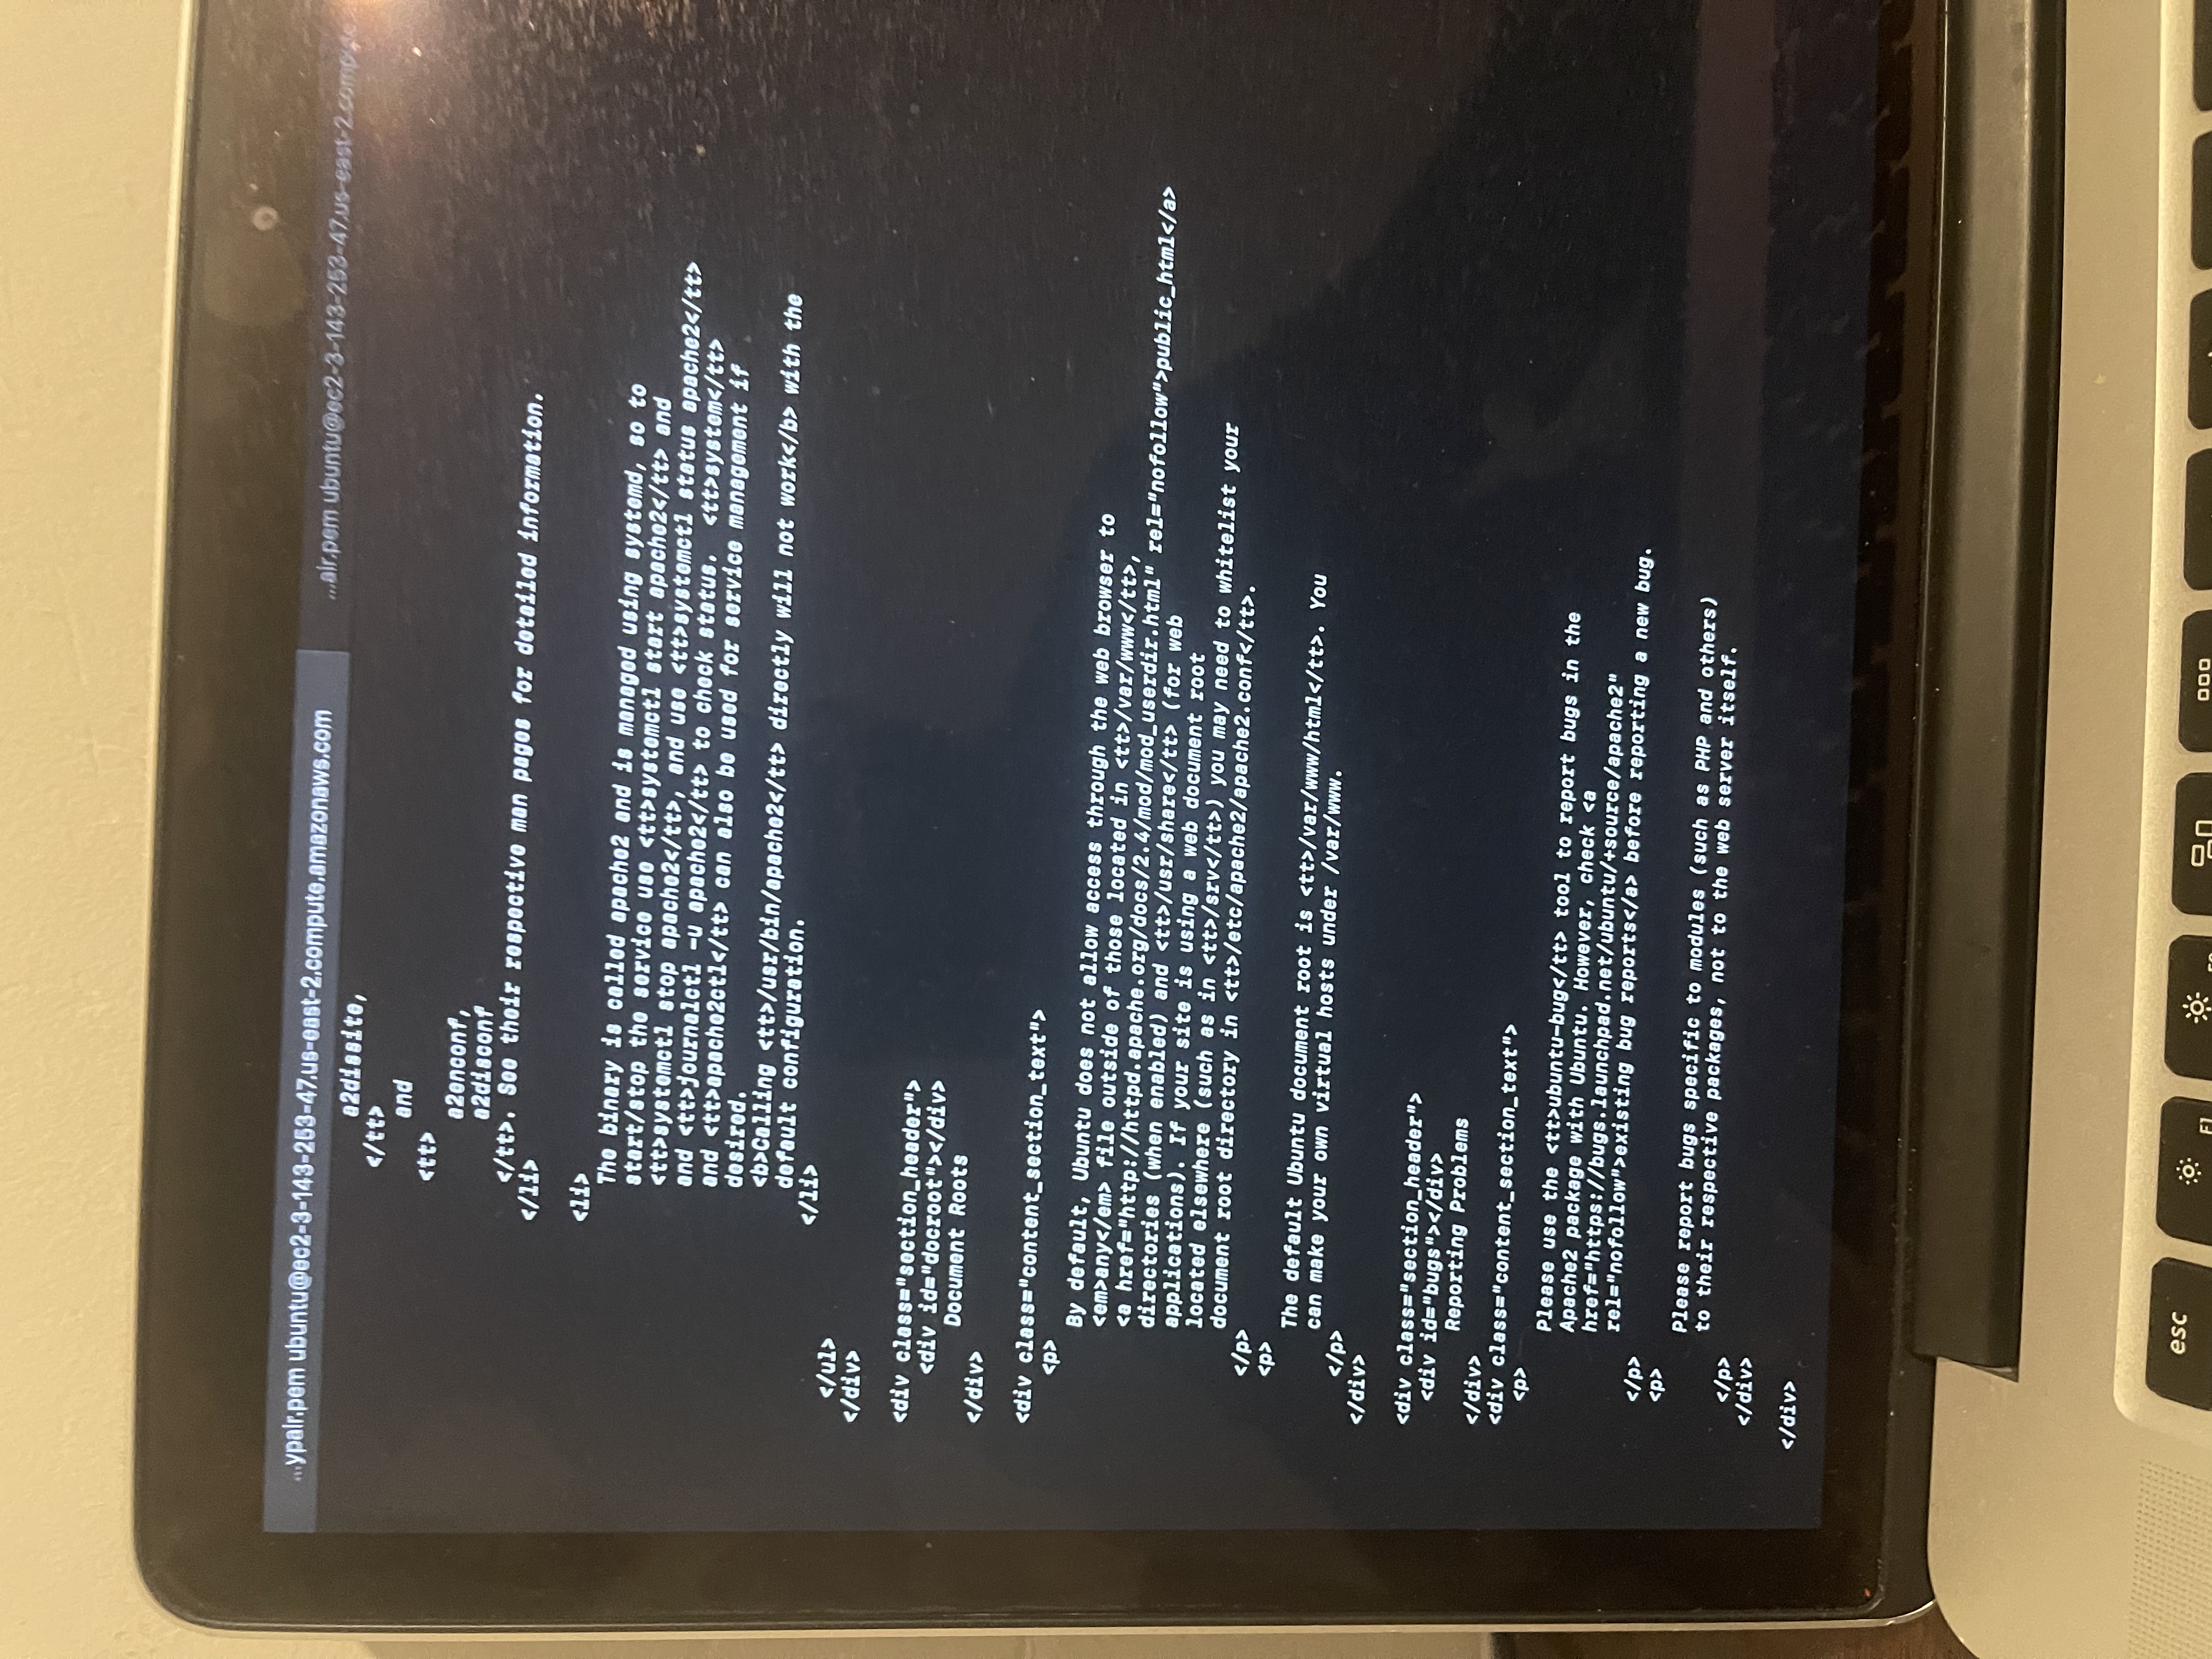 ...ypair.pem ubuntu@ec2-3-143-253-47.us-east-2.compute.amazonaws.com
...air.pem ubuntu@ec2-3-143-253-47.us-east-2.compute
a2dissite,
</tt>
and
<tt>
a2enconf,
a2disconf
</tt>. See their respective man pages for detailed information.
</li>
<li>
The binary is called apache2 and is managed using systemd, so to
start/stop the service use <tt>systemctl start apache2</tt> and
<tt>systemctl stop apache2</tt>, and use <tt>systemctl status apache2</tt>
and <tt>journalctl -u apache2</tt> to check status.  <tt>system</tt>
and <tt>apache2ctl</tt> can also be used for service management if
desired.
<b>Calling <tt>/usr/bin/apache2</tt> directly will not work</b> with the
default configuration.
</li>
</ul>
</div>
<div class="section_header">
<div id="docroot"></div>
Document Roots
</div>
<div class="content_section_text">
<p>
By default, Ubuntu does not allow access through the web browser to
<em>any</em> file outside of those located in <tt>/var/www</tt>,
<a href="http://httpd.apache.org/docs/2.4/mod/mod_userdir.html" rel="nofollow">public_html</a>
directories (when enabled) and <tt>/usr/share</tt> (for web
applications). If your site is using a web document root
located elsewhere (such as in <tt>/srv</tt>) you may need to whitelist your
document root directory in <tt>/etc/apache2/apache2.conf</tt>.
</p>
<p>
The default Ubuntu document root is <tt>/var/www/html</tt>. You
can make your own virtual hosts under /var/www.
</p>
</div>
<div class="section_header">
<div id="bugs"></div>
Reporting Problems
</div>
<div class="content_section_text">
<p>
Please use the <tt>ubuntu-bug</tt> tool to report bugs in the
Apache2 package with Ubuntu. However, check <a
href="https://bugs.launchpad.net/ubuntu/+source/apache2"
rel="nofollow">existing bug reports</a> before reporting a new bug.
</p>
<p>
Please report bugs specific to modules (such as PHP and others)
to their respective packages, not to the web server itself.
</p>
</div>
</div>
esc
F1